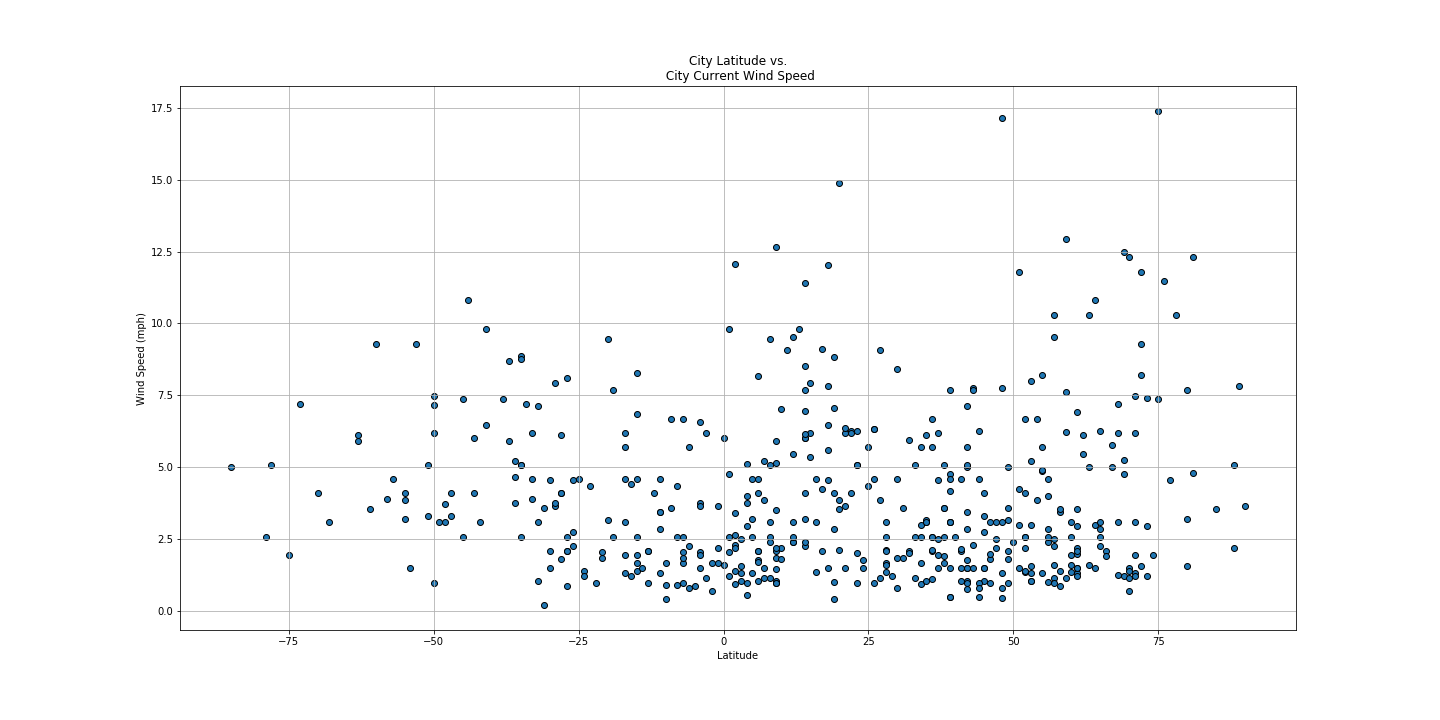 City Latitude vs.
City Current Wind Speed
17.5
15.0
12.5
10.0
7.5
5.0
2.5
0.0
Wind Speed (mph)
−75 −50 −25 0 25 50 75
Latitude